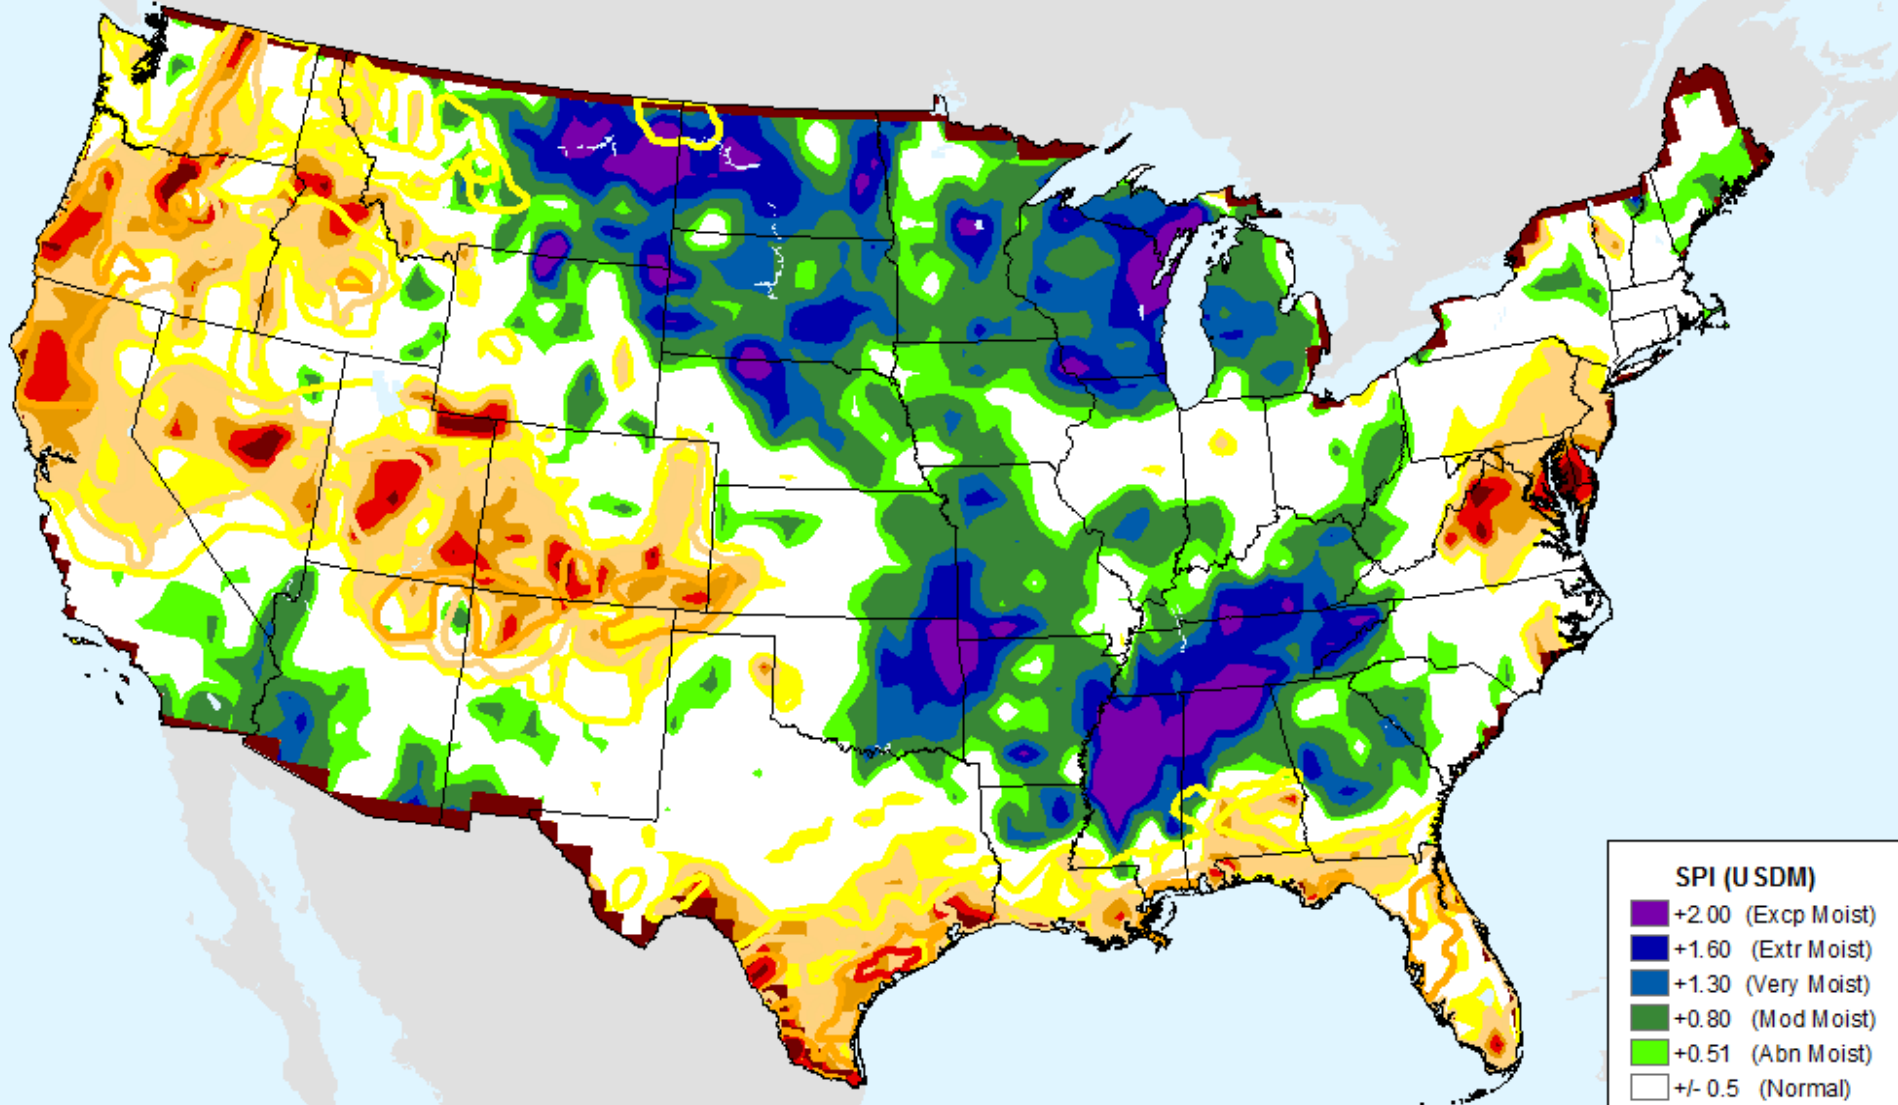 SPI (USDM)
+2.00 (Excp Moist)
+1.60 (Extr Moist)
+1.30 (Very Moist)
+0.80 (Mod Moist)
+0.51 (Abn Moist)
+/- 0.5 (Normal)